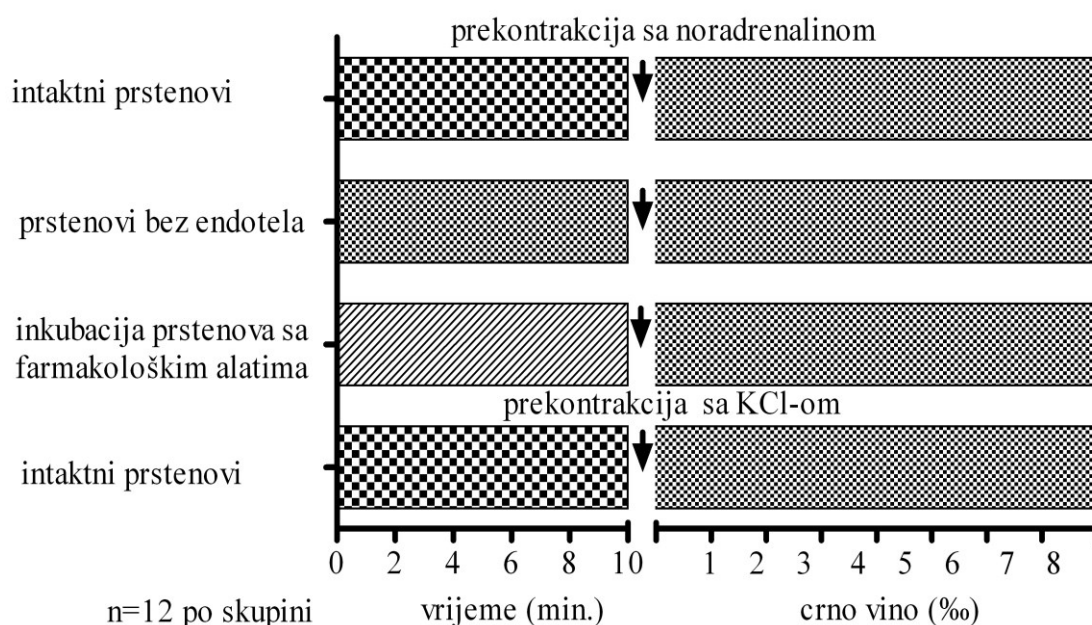 prekontrakcija sa noradrenalinom
intaktni prstenovi
prstenovi bez endotela
inkubacija prstenova sa
farmakološkim alatima
prekontrakcija sa KCl-om
intaktni prstenovi
0 2 4 6 8 10 1 2 3 4 5 6 7 8
n=12 po skupini vrijeme (min.) crno vino (‰)